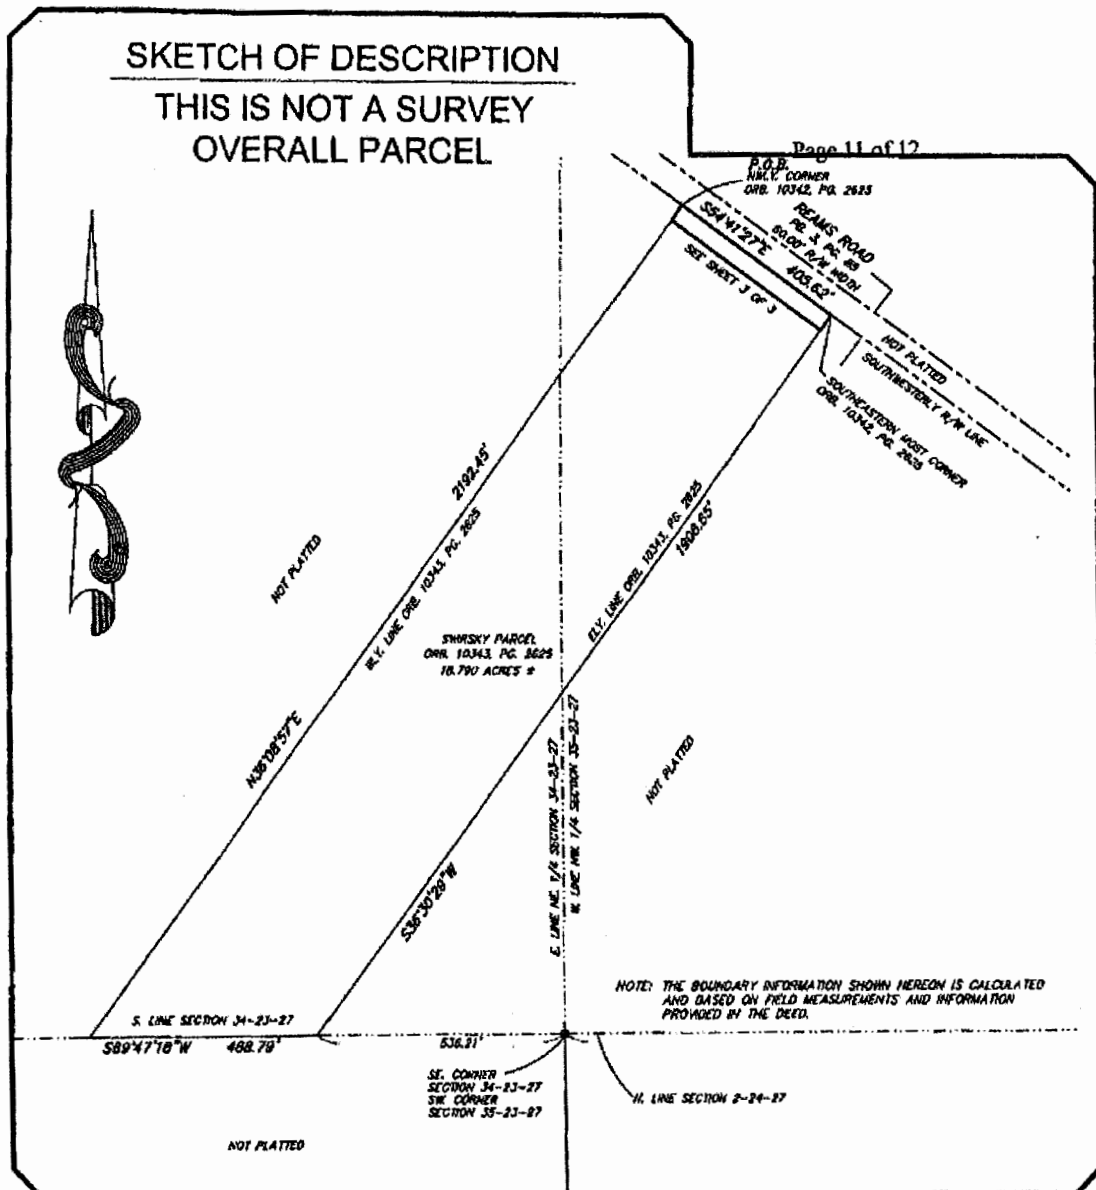 SKETCH OF DESCRIPTION
THIS IS NOT A SURVEY
OVERALL PARCEL
Page 11 of 12
P.O.B.
NW.Y. CORNER
ORB. 10342, PG. 2625
REAMS ROAD
PB. 3, PG. 85
60.00' R/W WIDTH
S54°41'27"E 405.62'
SEE SHEET 3 OF 3
NOT PLATTED
SOUTHWESTERLY R/W LINE
SOUTHEASTERN MOST CORNER
ORB. 10342, PG. 2625
2192.45'
WLY. LINE ORB. 10343, PG. 2625
N36°08'57"E
NOT PLATTED
ELY. LINE ORB. 10343, PG. 2625
1908.65'
S36°30'29"W
SWIRSKY PARCEL
ORB. 10343, PG. 2625
18.790 ACRES ±
E. LINE NE. 1/4 SECTION 34-23-27
W. LINE NW. 1/4 SECTION 35-23-27
NOT PLATTED
NOTE: THE BOUNDARY INFORMATION SHOWN HEREON IS CALCULATED
AND BASED ON FIELD MEASUREMENTS AND INFORMATION
PROVIDED IN THE DEED.
S. LINE SECTION 34-23-27
S89°47'18"W 488.79'
536.21'
SE. CORNER
SECTION 34-23-27
SW. CORNER
SECTION 35-23-27
N. LINE SECTION 2-24-27
NOT PLATTED